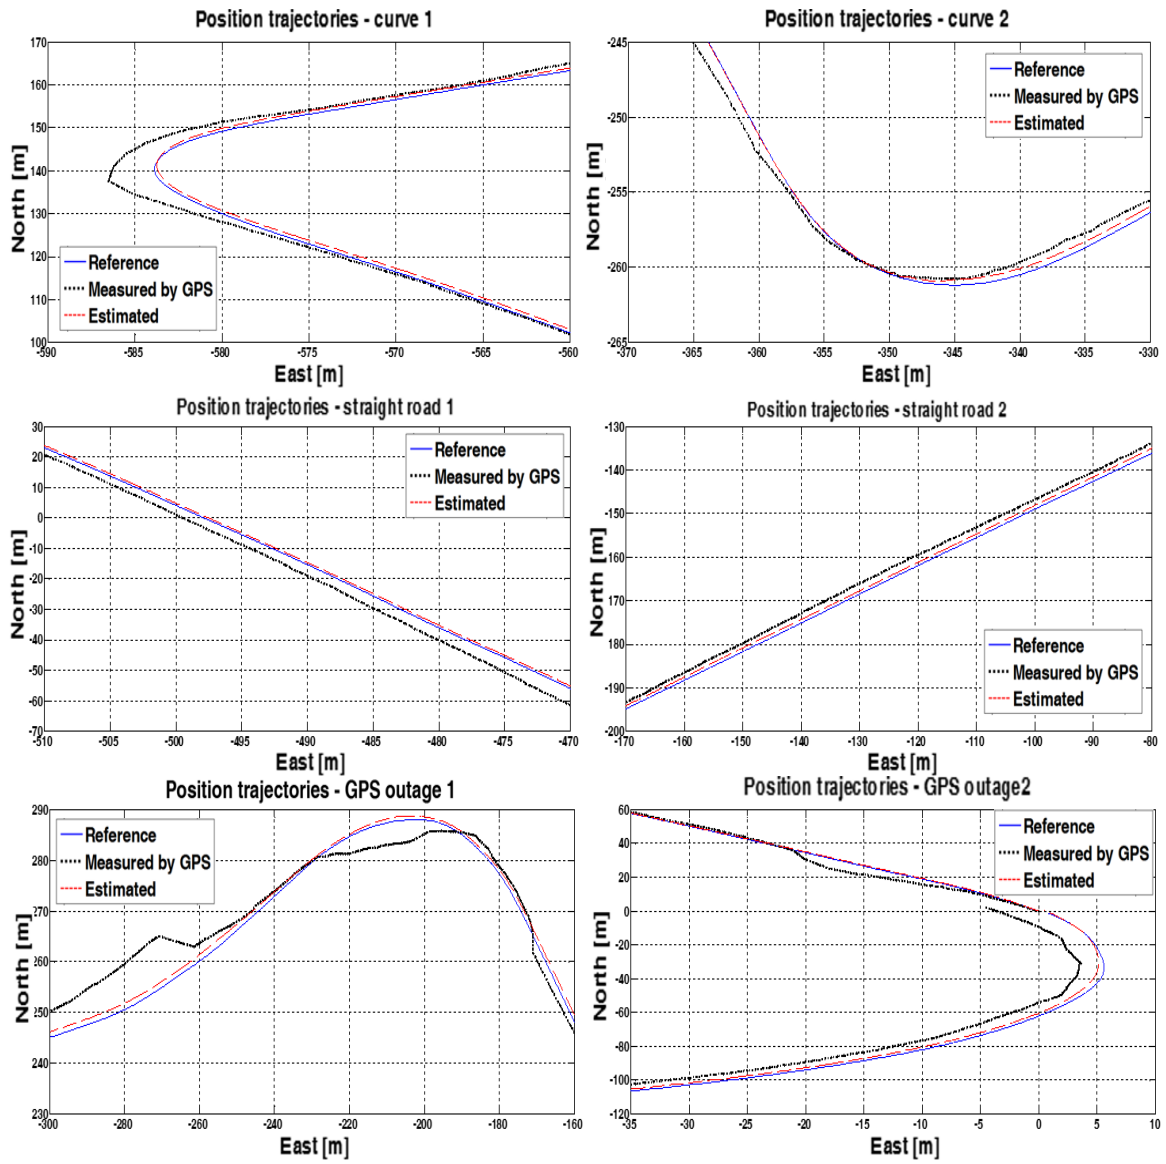 Position trajectories - curve 1
170
160
150
140
130
120
110
100
North [m]
Reference
Measured by GPS
Estimated
-590 -585 -580 -575 -570 -565 -560
East [m]
Position trajectories - curve 2
-245
-250
-255
-260
-265
North [m]
Reference
Measured by GPS
Estimated
-370 -365 -360 -355 -350 -345 -340 -335 -330
East [m]
Position trajectories - straight road 1
30
20
10
0
-10
-20
-30
-40
-50
-60
-70
North [m]
Reference
Measured by GPS
Estimated
-510 -505 -500 -495 -490 -485 -480 -475 -470
East [m]
Position trajectories - straight road 2
-130
-140
-150
-160
-170
-180
-190
-200
North [m]
Reference
Measured by GPS
Estimated
-170 -160 -150 -140 -130 -120 -110 -100 -90 -80
East [m]
Position trajectories - GPS outage 1
290
280
270
260
250
240
230
North [m]
Reference
Measured by GPS
Estimated
-300 -280 -260 -240 -220 -200 -180 -160
East [m]
Position trajectories - GPS outage2
60
40
20
0
-20
-40
-60
-80
-100
-120
North [m]
Reference
Measured by GPS
Estimated
-35 -30 -25 -20 -15 -10 -5 0 5 10
East [m]